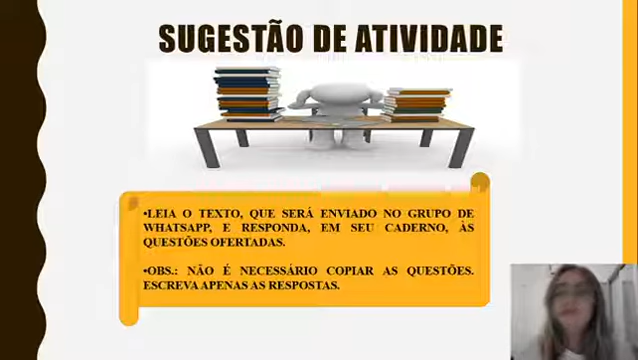 SUGESTÃO DE ATIVIDADE
•LEIA O TEXTO, QUE SERÁ ENVIADO NO GRUPO DE
WHATSAPP, E RESPONDA, EM SEU CADERNO, ÀS
QUESTÕES OFERTADAS.
•OBS.: NÃO É NECESSÁRIO COPIAR AS QUESTÕES.
ESCREVA APENAS AS RESPOSTAS.